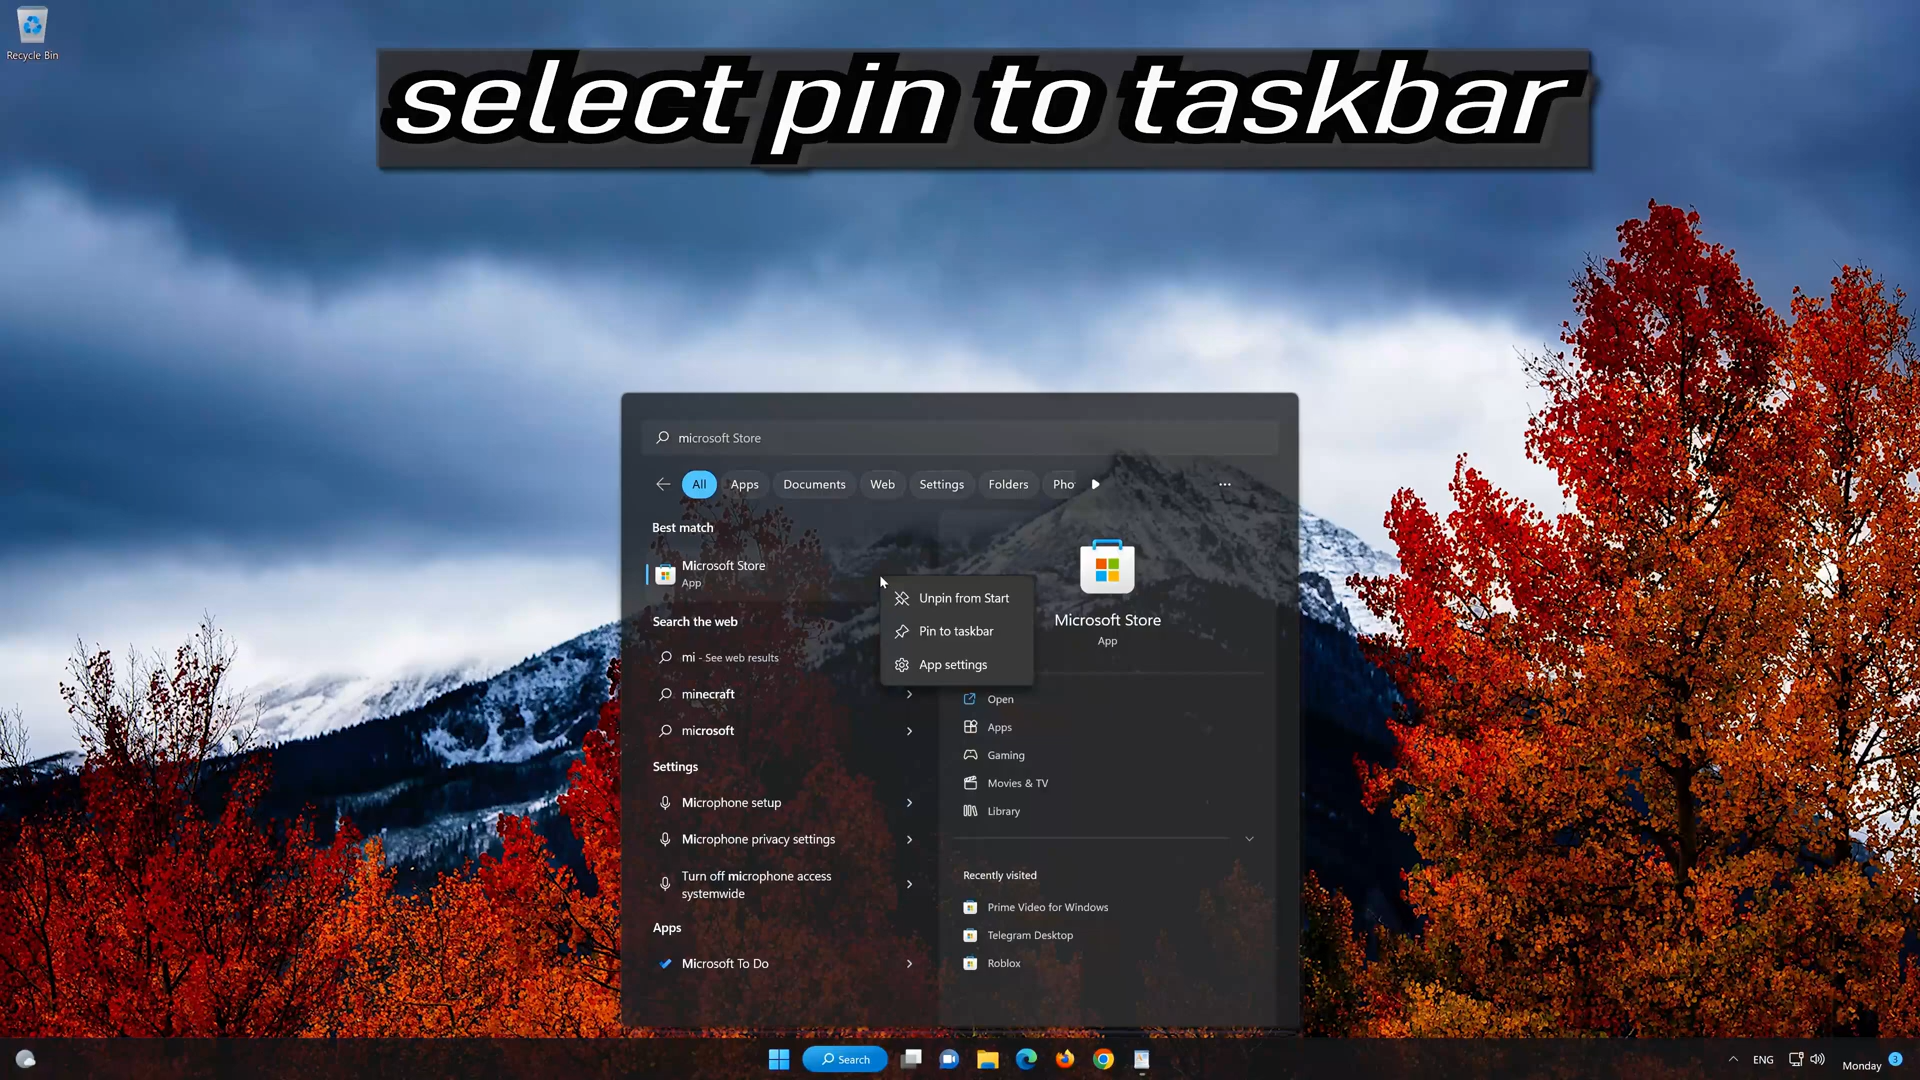 Recycle Bin
select pin to taskbar
microsoft Store
All
Apps
Documents
Web
Settings
Folders
Pho
Best match
Microsoft Store
App
Search the web
mi - See web results
minecraft
microsoft
Settings
Microphone setup
Microphone privacy settings
Turn off microphone access
systemwide
Apps
Microsoft To Do
Unpin from Start
Pin to taskbar
App settings
Microsoft Store
App
Open
Apps
Gaming
Movies & TV
Library
Recently visited
Prime Video for Windows
Telegram Desktop
Roblox
Search
ENG
Monday
3